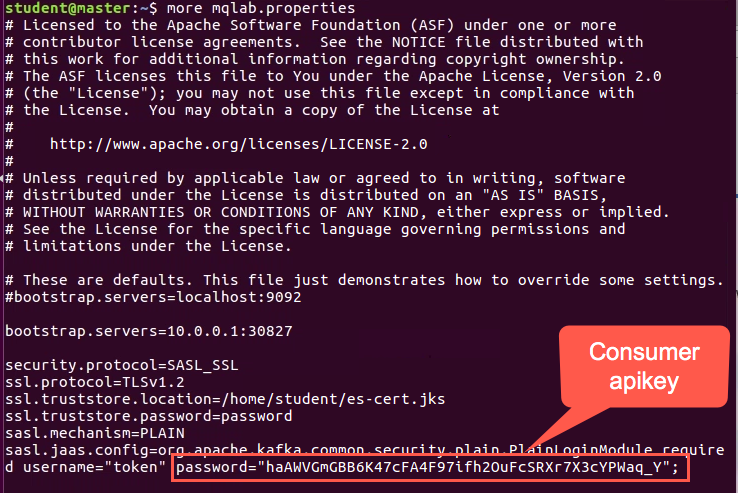 student@master:~$ more mqlab.properties
# Licensed to the Apache Software Foundation (ASF) under one or more
# contributor license agreements.  See the NOTICE file distributed with
# this work for additional information regarding copyright ownership.
# The ASF licenses this file to You under the Apache License, Version 2.0
# (the "License"); you may not use this file except in compliance with
# the License.  You may obtain a copy of the License at
#
#    http://www.apache.org/licenses/LICENSE-2.0
#
# Unless required by applicable law or agreed to in writing, software
# distributed under the License is distributed on an "AS IS" BASIS,
# WITHOUT WARRANTIES OR CONDITIONS OF ANY KIND, either express or implied.
# See the License for the specific language governing permissions and
# limitations under the License.

# These are defaults. This file just demonstrates how to override some settings.
#bootstrap.servers=localhost:9092

bootstrap.servers=10.0.0.1:30827

security.protocol=SASL_SSL
ssl.protocol=TLSv1.2
ssl.truststore.location=/home/student/es-cert.jks
ssl.truststore.password=password
sasl.mechanism=PLAIN
sasl.jaas.config=org.apache.kafka.common.security.plain.PlainLoginModule require
d username="token" password="haAWVGmGBB6K47cFA4F97ifh2OuFcSRXr7X3cYPWaq_Y";
Consumer
apikey